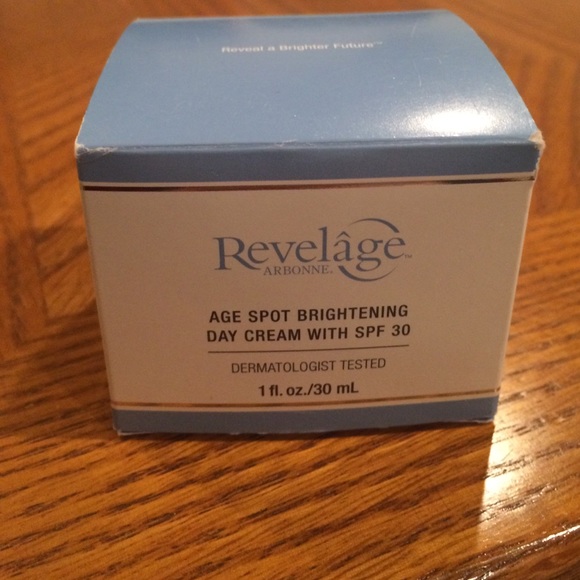 Reveal a Brighter Future™
Revelâge™
ARBONNE®
AGE SPOT BRIGHTENING
DAY CREAM WITH SPF 30
DERMATOLOGIST TESTED
1 fl. oz./30 mL